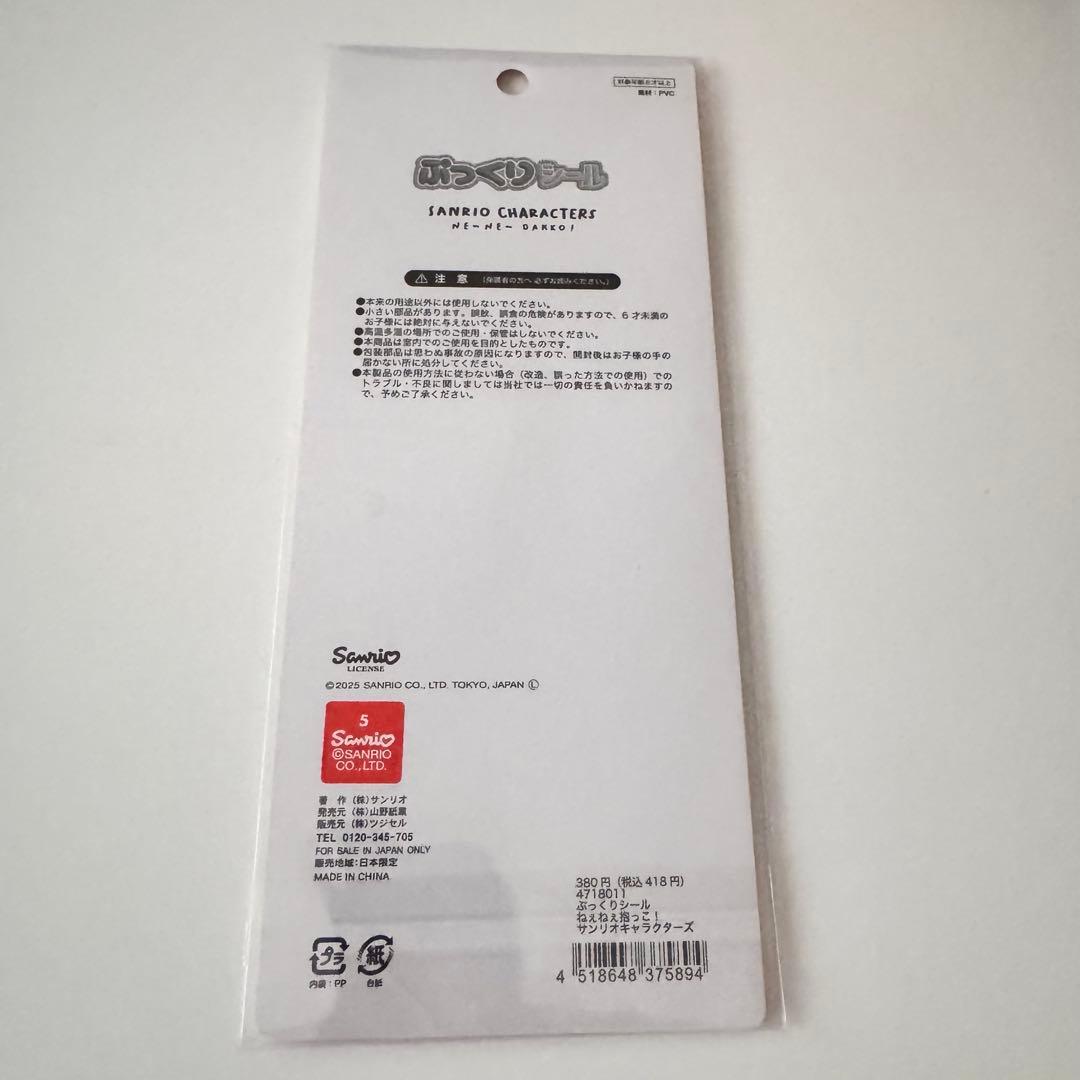 素材：PVC
ぷっくりシール
SANRIO CHARACTERS
NE-NE- DAKKO!
注 意 (保護者の方へ 必ずお読みください。)
●本来の用途以外には使用しないでください。
●小さい部品があります。誤飲、誤食の危険がありますので、6才未満の
お子様には絶対に与えないでください。
●高温多湿の場所でのご使用・保管はしないでください。
●本商品は室内でのご使用を目的としたものです。
●包装部品は思わぬ事故の原因になりますので、開封後はお子様の手の
届かない所に処分してください。
●本製品の使用方法に従わない場合（改造、誤った方法での使用）での
トラブル・不良に関しましては当社では一切の責任を負いかねますの
で、予めご了承ください。
Sanrio
LICENSE
©2025 SANRIO CO., LTD. TOKYO, JAPAN Ⓛ
5
Sanrio
©SANRIO
CO.,LTD.
著 作 (株)サンリオ
発売元 (株)山野紙業
販売元 (株)ツジセル
TEL 0120-345-705
FOR SALE IN JAPAN ONLY
販売地域:日本限定
MADE IN CHINA
380円（税込418円）
4718011
ぷっくりシール
ねぇねぇ抱っこ！
サンリオキャラクターズ
プラ
内袋：PP
紙
台紙
4 518648 375894